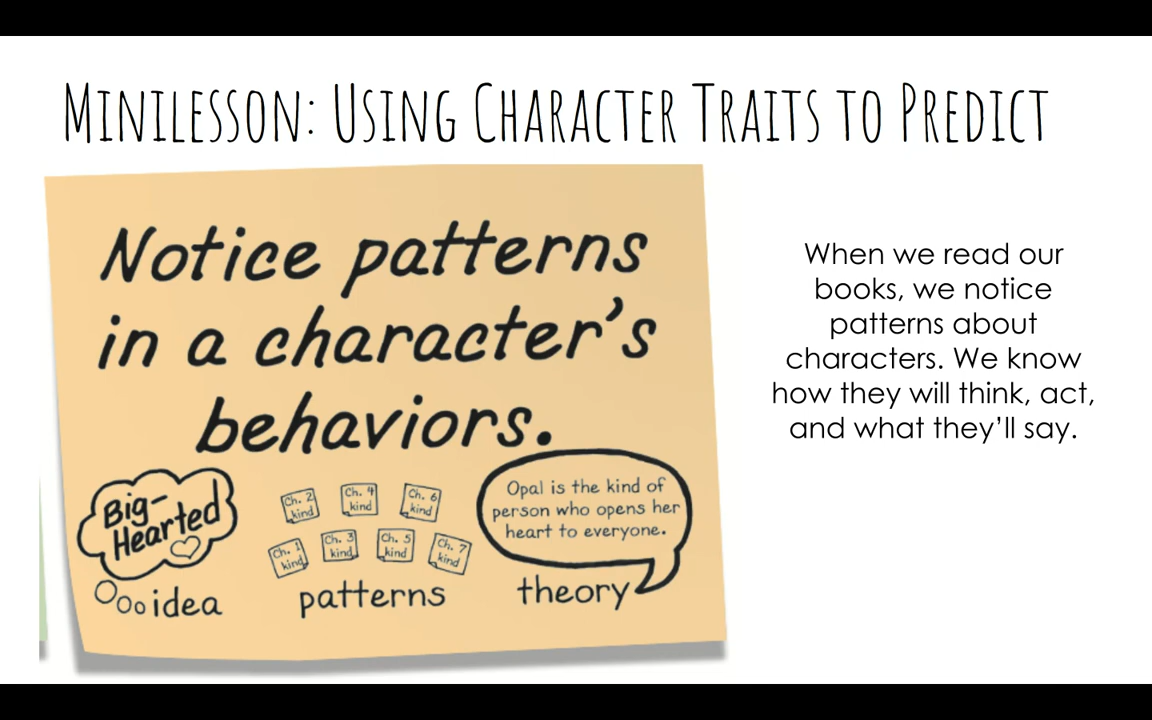 MINILESSON: USING CHARACTER TRAITS TO PREDICT
Notice patterns
in a character's
behaviors.
Big-
Hearted
idea
Ch. 2
kind
Ch. 4
kind
Ch. 6
kind
Ch. 1
kind
Ch. 3
kind
Ch. 5
kind
Ch. 7
kind
patterns
Opal is the kind of
person who opens her
heart to everyone.
theory
When we read our
books, we notice
patterns about
characters. We know
how they will think, act,
and what they'll say.